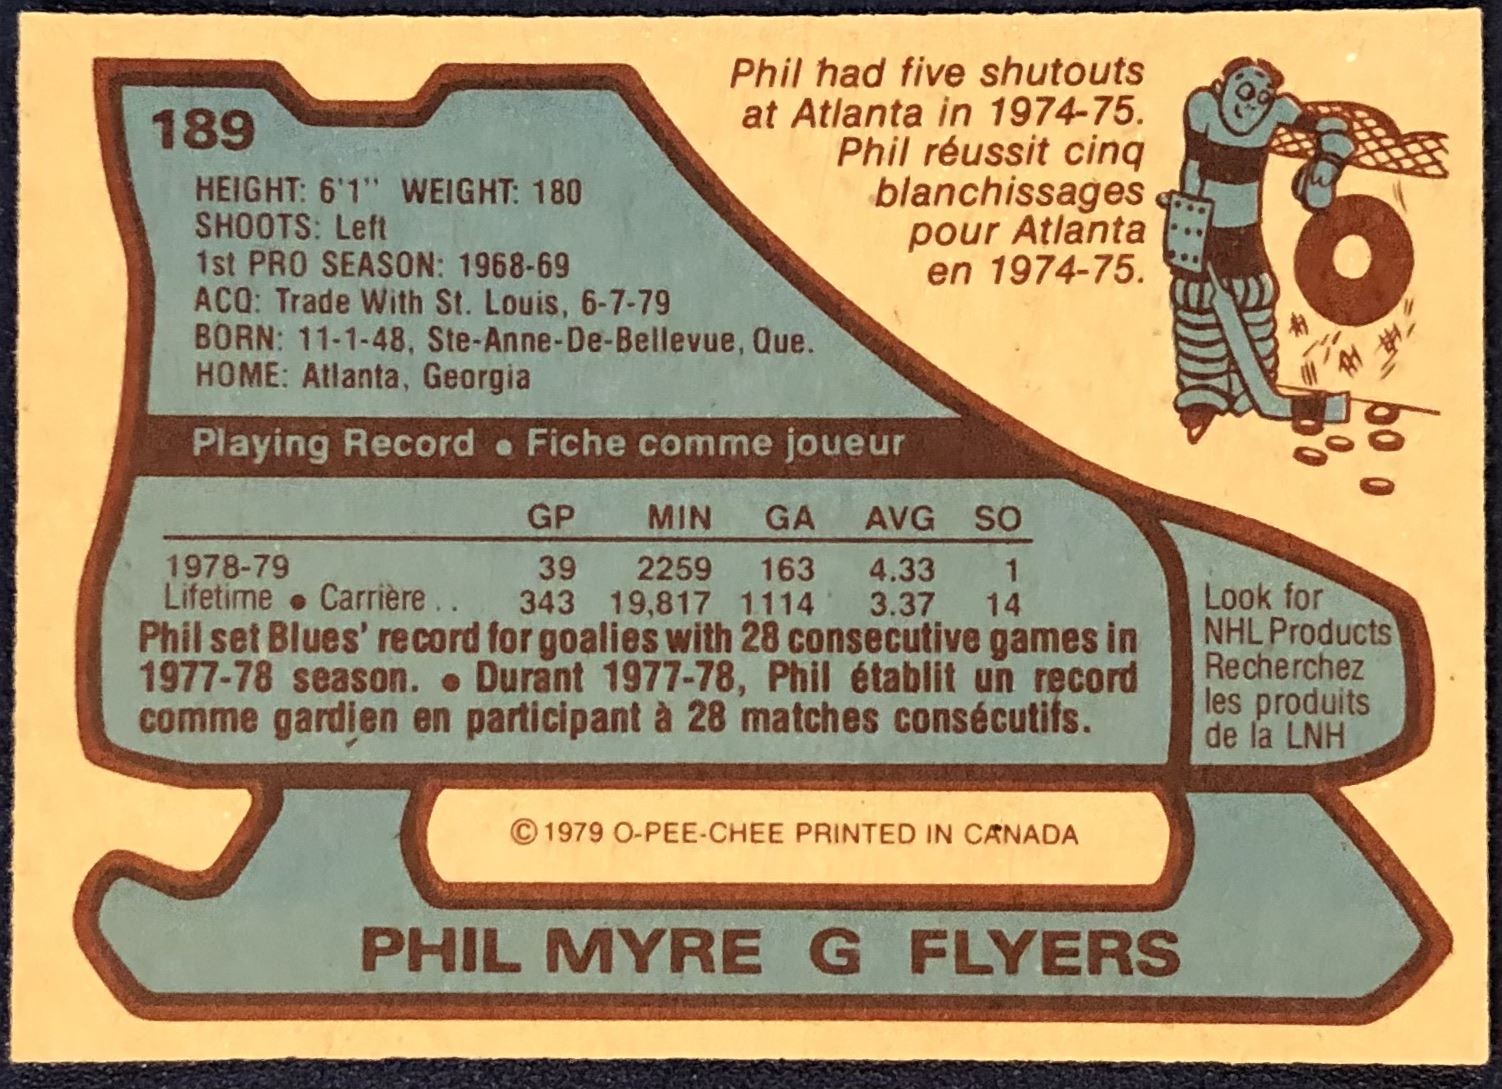 189
HEIGHT: 6'1" WEIGHT: 180
SHOOTS: Left
1st PRO SEASON: 1968-69
ACQ: Trade With St. Louis, 6-7-79
BORN: 11-1-48, Ste-Anne-De-Bellevue, Que.
HOME: Atlanta, Georgia
Phil had five shutouts
at Atlanta in 1974-75.
Phil réussit cinq
blanchissages
pour Atlanta
en 1974-75.
Playing Record • Fiche comme joueur
GP MIN GA AVG SO
1978-79 39 2259 163 4.33 1
Lifetime • Carrière .. 343 19,817 1114 3.37 14
Phil set Blues' record for goalies with 28 consecutive games in
1977-78 season. • Durant 1977-78, Phil établit un record
comme gardien en participant à 28 matches consécutifs.
Look for
NHL Products
Recherchez
les produits
de la LNH
© 1979 O-PEE-CHEE PRINTED IN CANADA
PHIL MYRE G FLYERS